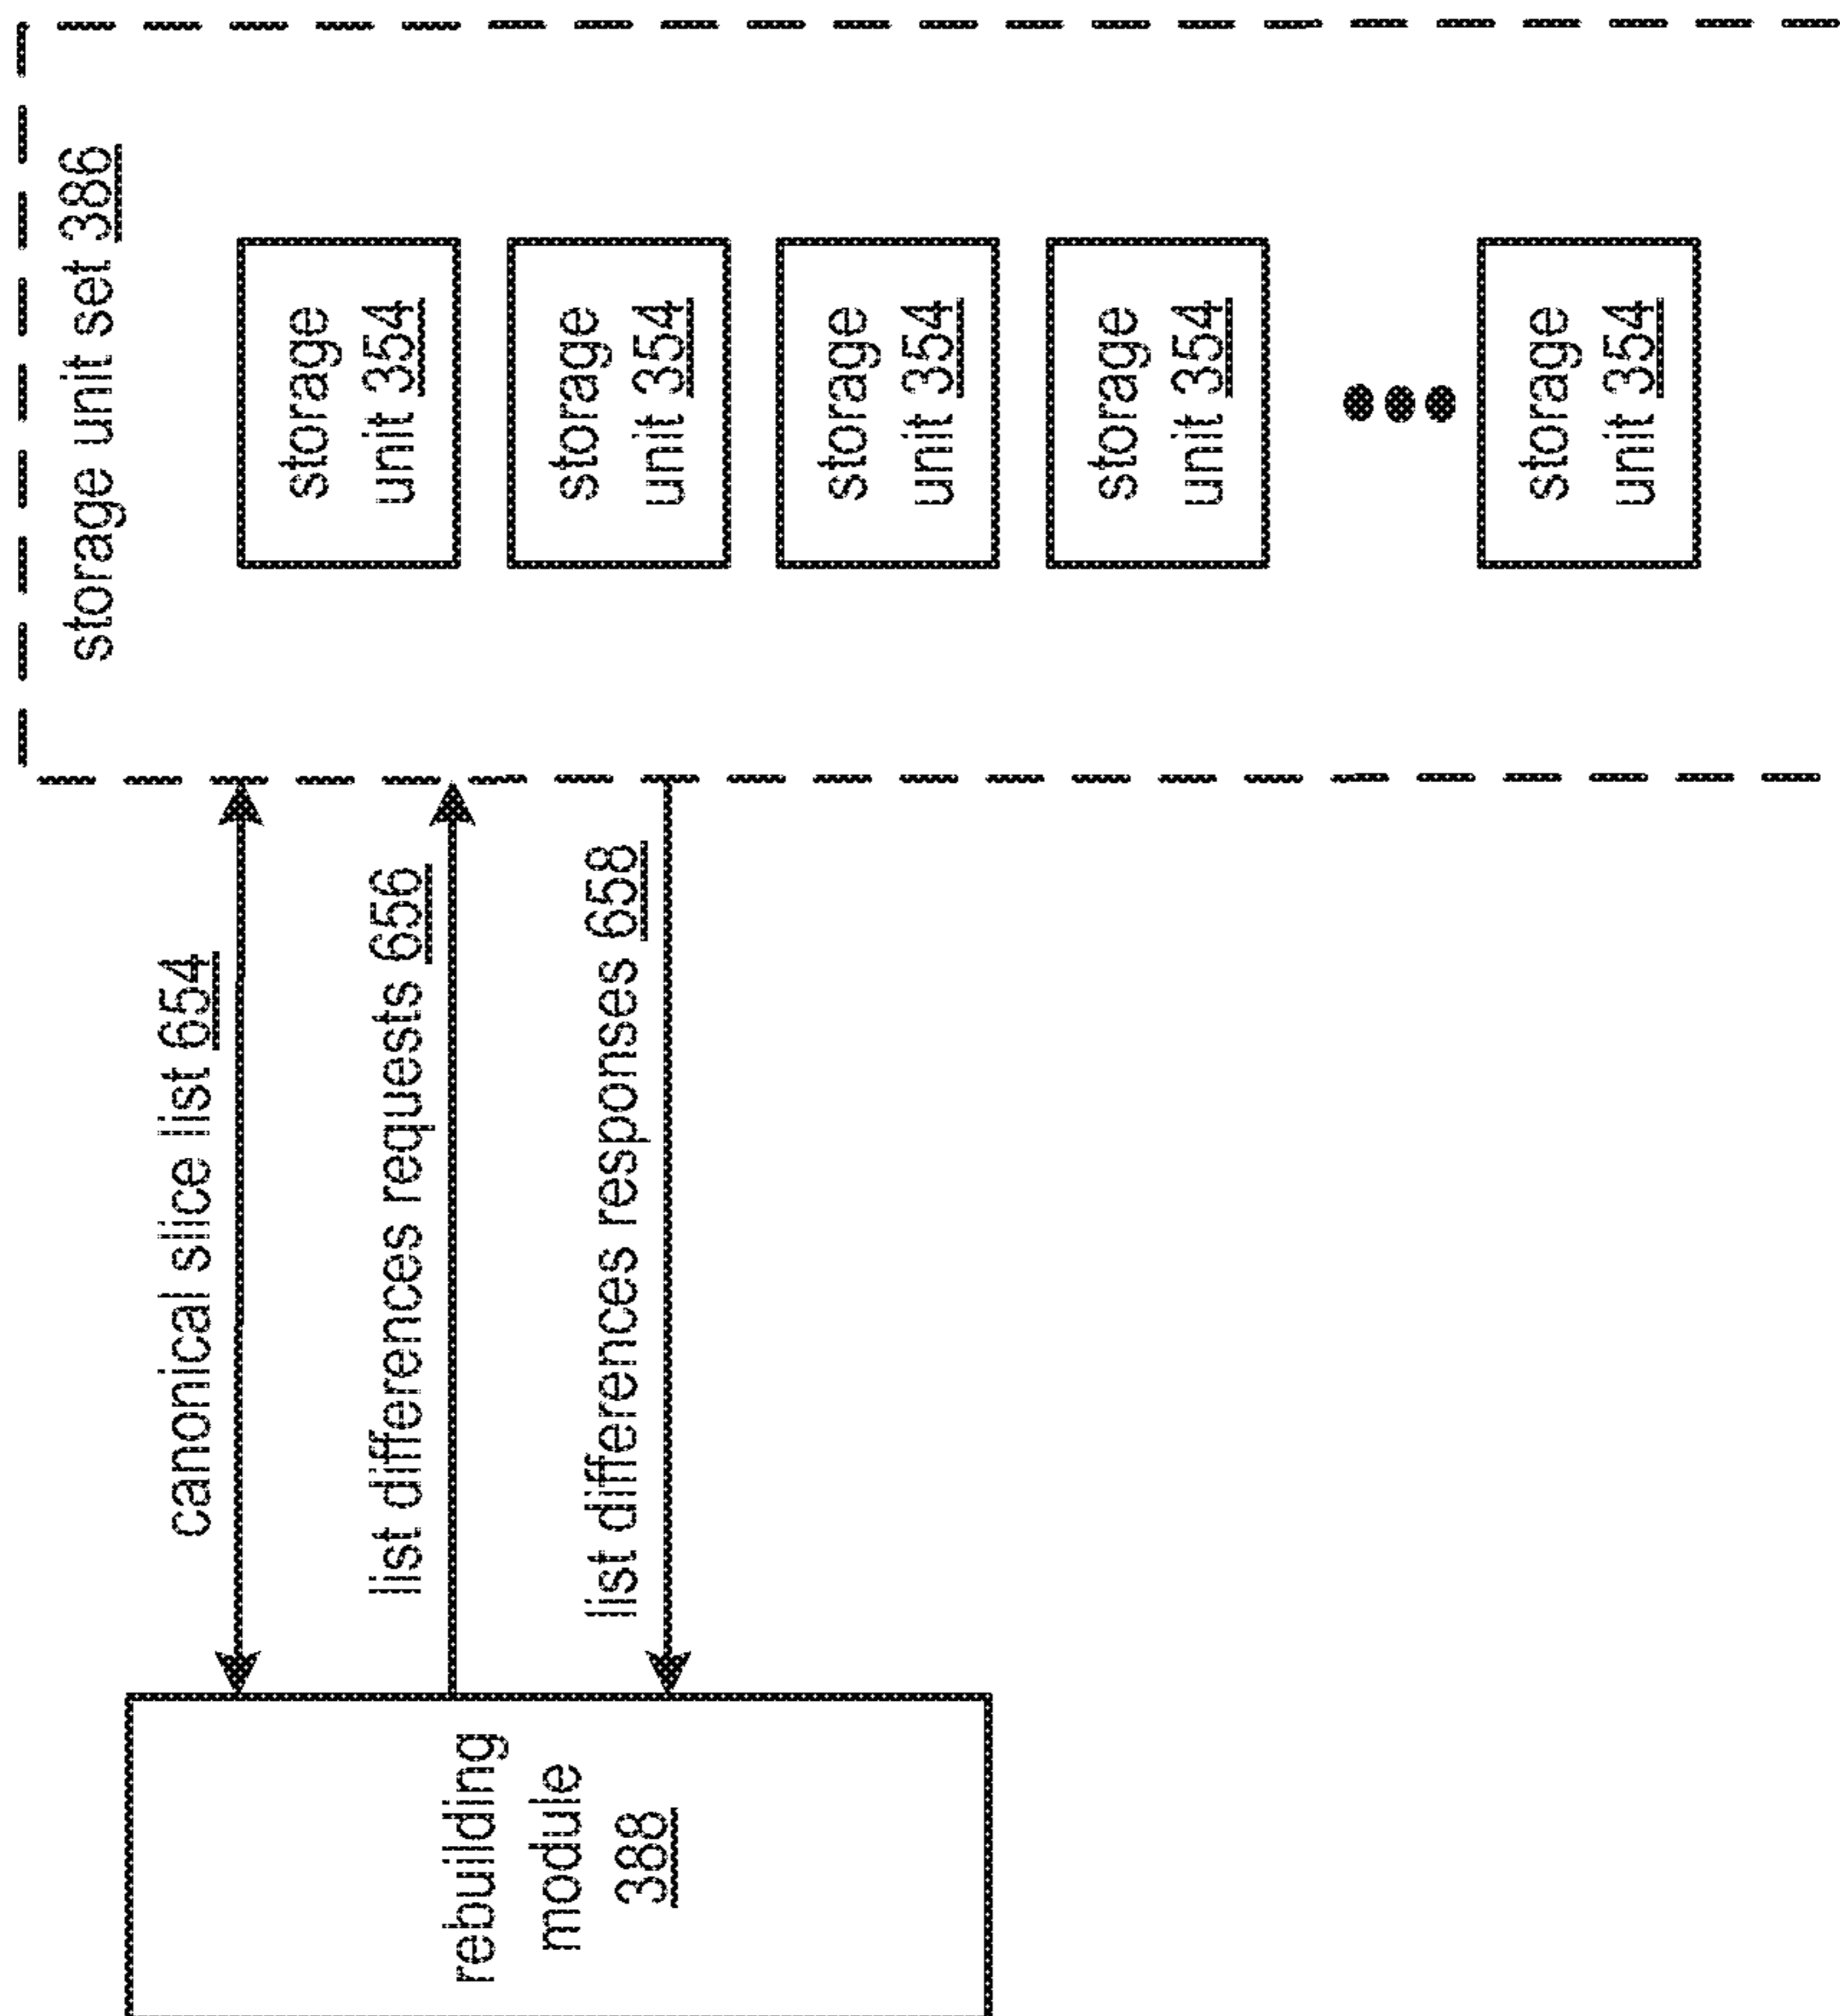 storage unit set 386
storage
unit 354
storage
unit 354
storage
unit 354
storage
unit 354
storage
unit 354
canonical slice list 654
list differences requests 656
list differences responses 658
rebuilding
module
388